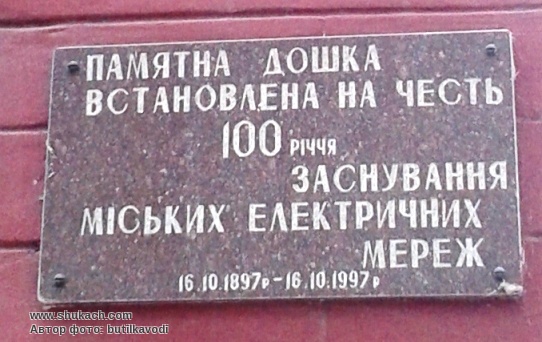 ПАМЯТНА ДОШКА
ВСТАНОВЛЕНА НА ЧЕСТЬ
100 РІЧЧЯ
ЗАСНУВАННЯ
МІСЬКИХ ЕЛЕКТРИЧНИХ
МЕРЕЖ
16.10.1897р - 16.10.1997р
www.shukach.com
Автор фото: butilkavodi